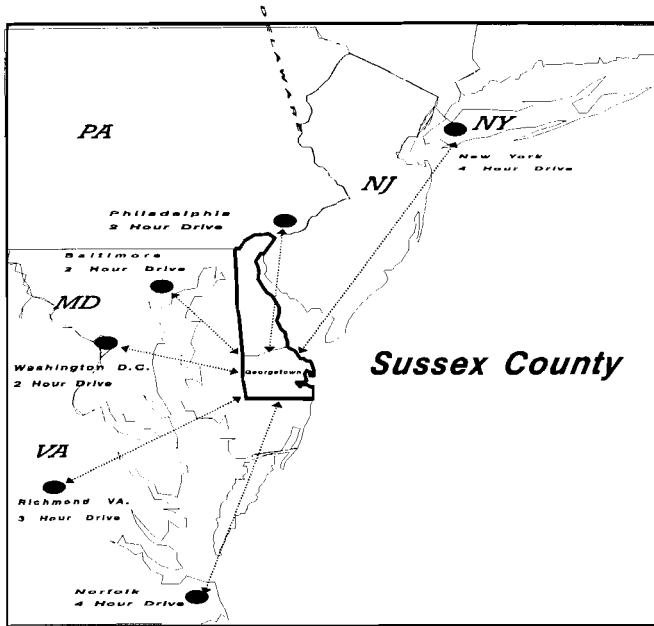 DELAWARE
PA
NY
New York
4 Hour Drive
NJ
Philadelphia
2 Hour Drive
Baltimore
2 Hour Drive
MD
Washington D.C.
2 Hour Drive
Georgetown
Sussex County
VA
Richmond VA.
3 Hour Drive
Norfolk
4 Hour Drive